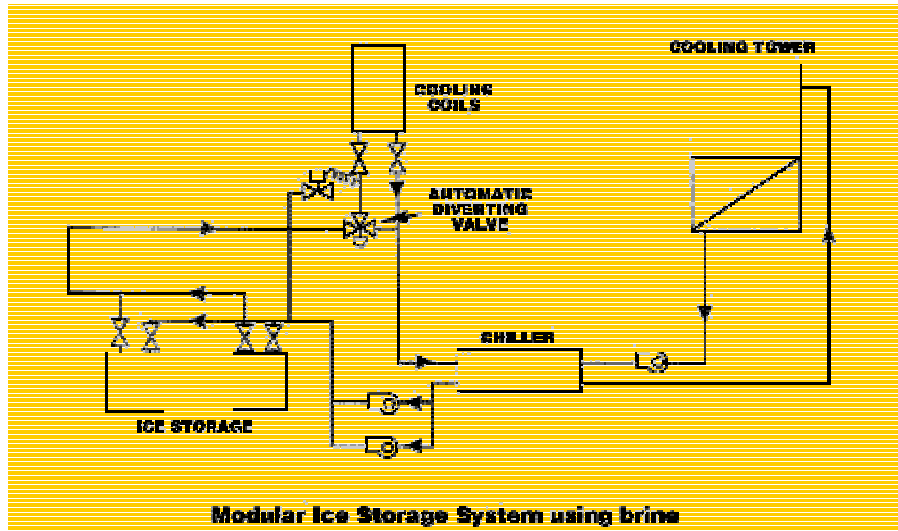 COOLING TOWER
COOLING
COILS
AUTOMATIC
DIVERTING
VALVE
CHILLER
ICE STORAGE
Modular Ice Storage System using brine